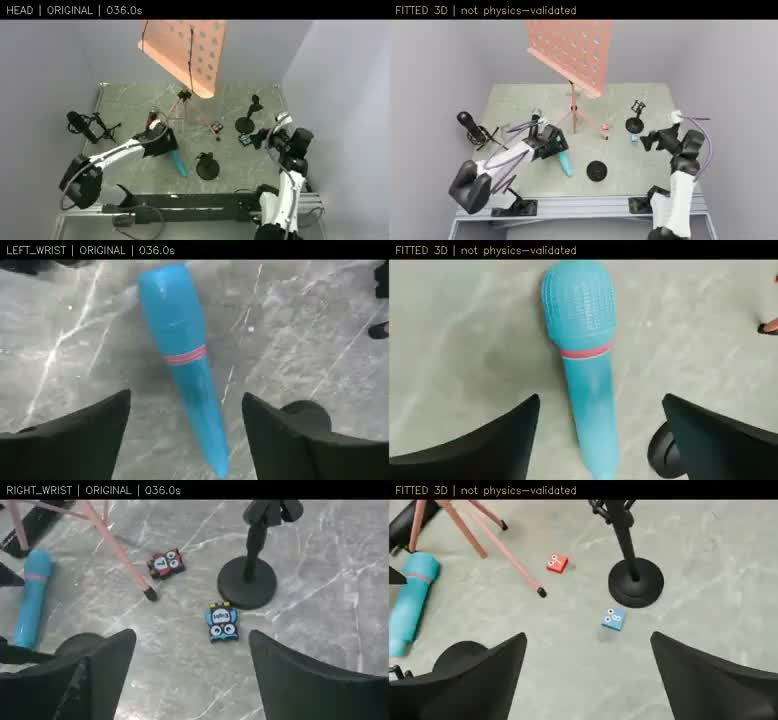 HEAD | ORIGINAL | 036.0s
FITTED 3D | not physics-validated
LEFT_WRIST | ORIGINAL | 036.0s
FITTED 3D | not physics-validated
RIGHT_WRIST | ORIGINAL | 036.0s
FITTED 3D | not physics-validated